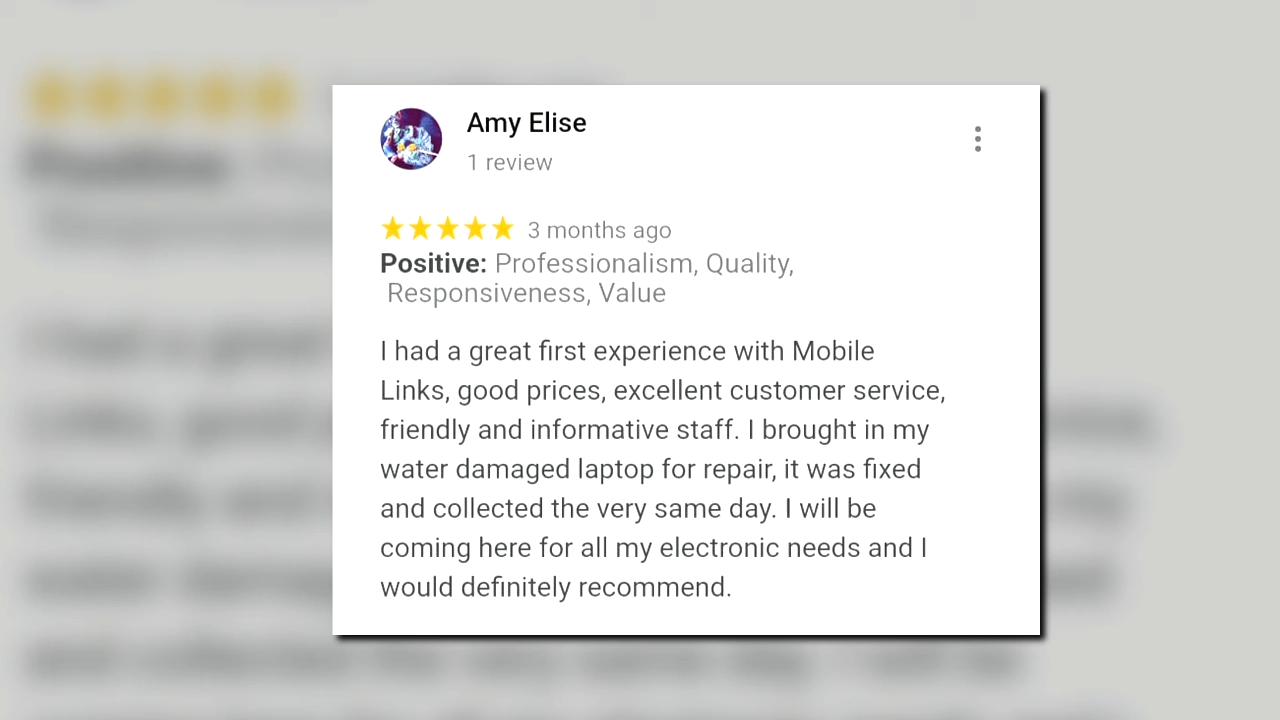 Amy Elise
1 review
3 months ago
Positive: Professionalism, Quality,
Responsiveness, Value
I had a great first experience with Mobile
Links, good prices, excellent customer service,
friendly and informative staff. I brought in my
water damaged laptop for repair, it was fixed
and collected the very same day. I will be
coming here for all my electronic needs and I
would definitely recommend.